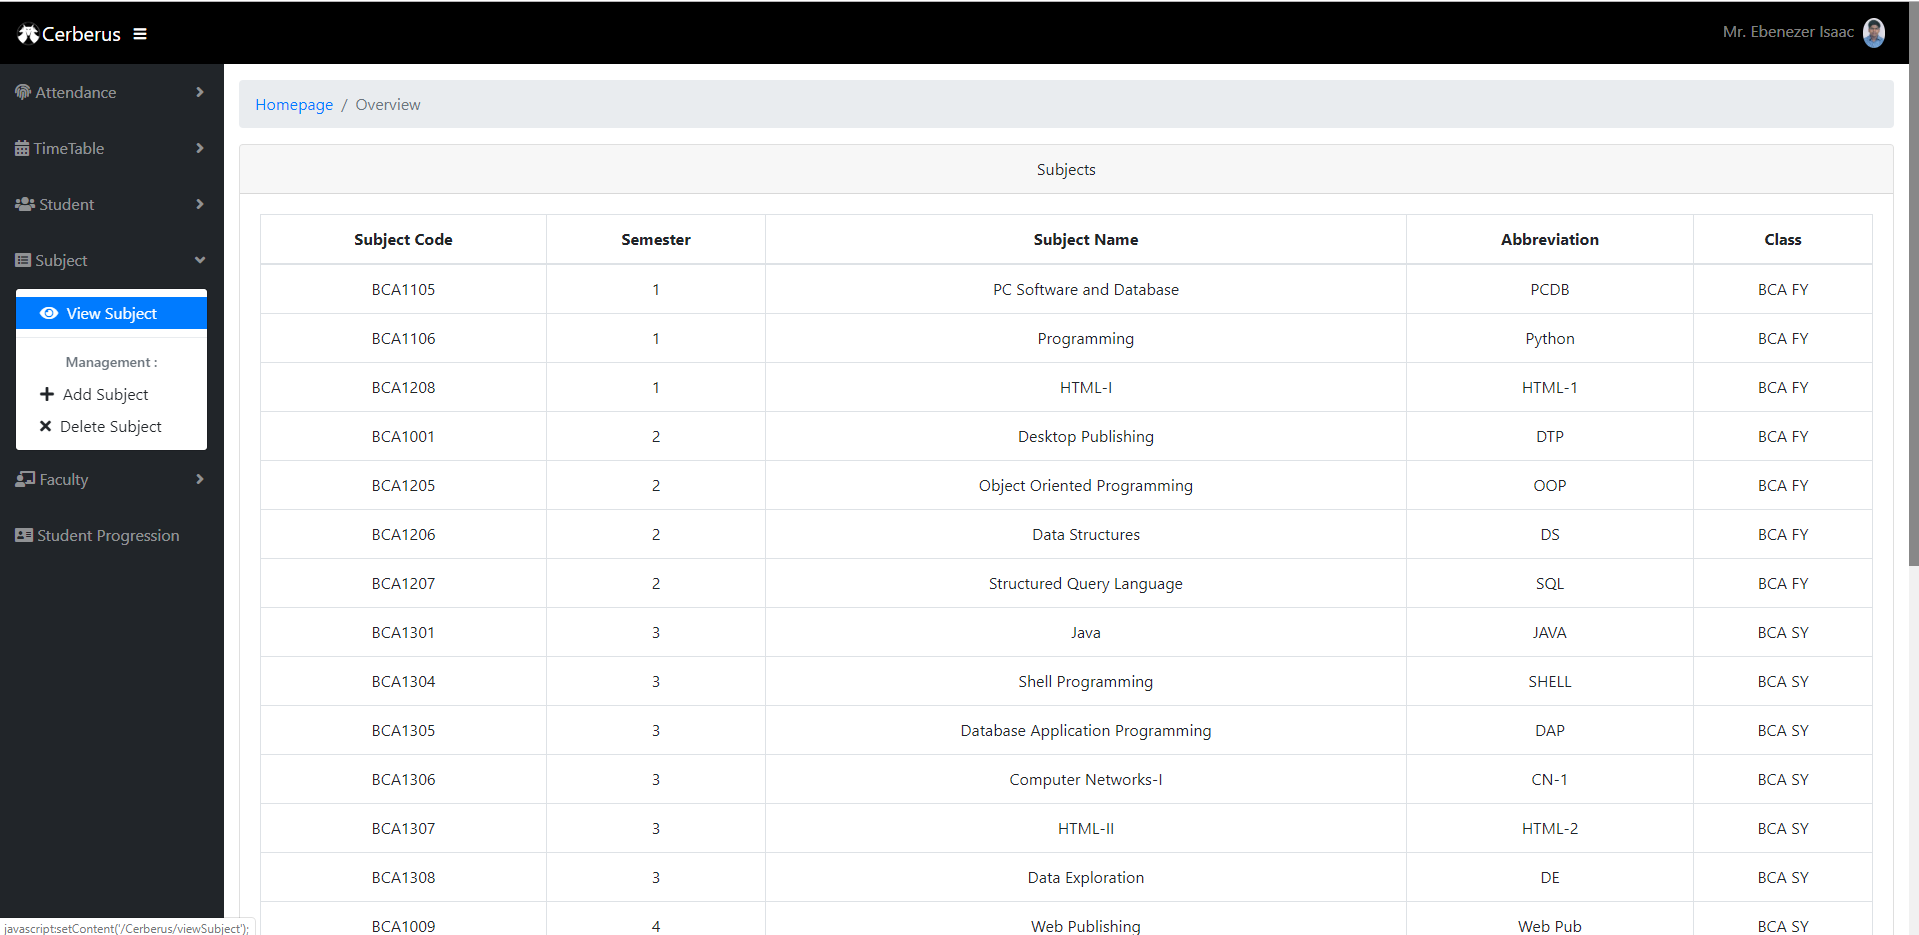 Cerberus
Mr. Ebenezer Isaac
Attendance
TimeTable
Student
Subject
View Subject
Management :
Add Subject
Delete Subject
Faculty
Student Progression
Homepage / Overview
Subjects
Subject Code Semester Subject Name Abbreviation Class
BCA1105 1 PC Software and Database PCDB BCA FY
BCA1106 1 Programming Python BCA FY
BCA1208 1 HTML-I HTML-1 BCA FY
BCA1001 2 Desktop Publishing DTP BCA FY
BCA1205 2 Object Oriented Programming OOP BCA FY
BCA1206 2 Data Structures DS BCA FY
BCA1207 2 Structured Query Language SQL BCA FY
BCA1301 3 Java JAVA BCA SY
BCA1304 3 Shell Programming SHELL BCA SY
BCA1305 3 Database Application Programming DAP BCA SY
BCA1306 3 Computer Networks-I CN-1 BCA SY
BCA1307 3 HTML-II HTML-2 BCA SY
BCA1308 3 Data Exploration DE BCA SY
BCA1009 4 Web Publishing Web Pub BCA SY
javascript:setContent('/Cerberus/viewSubject');